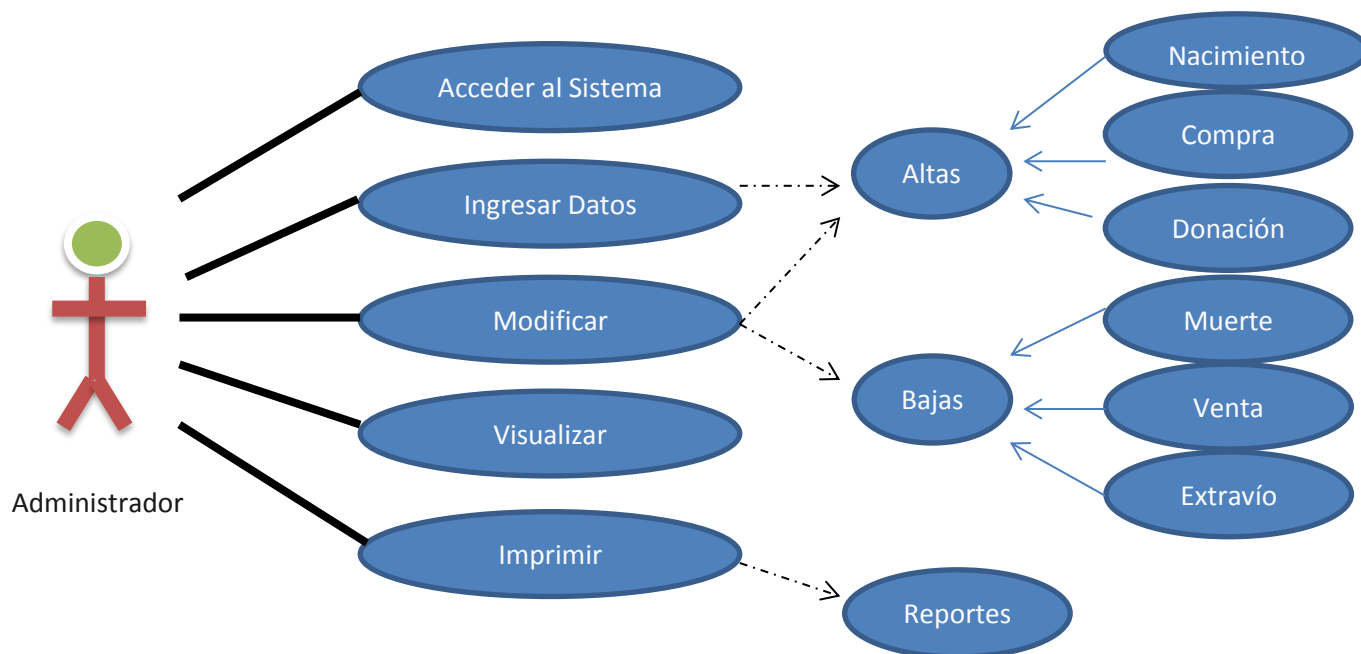 Acceder al Sistema
Ingresar Datos
Modificar
Visualizar
Imprimir
Administrador
Altas
Bajas
Reportes
Nacimiento
Compra
Donación
Muerte
Venta
Extravío